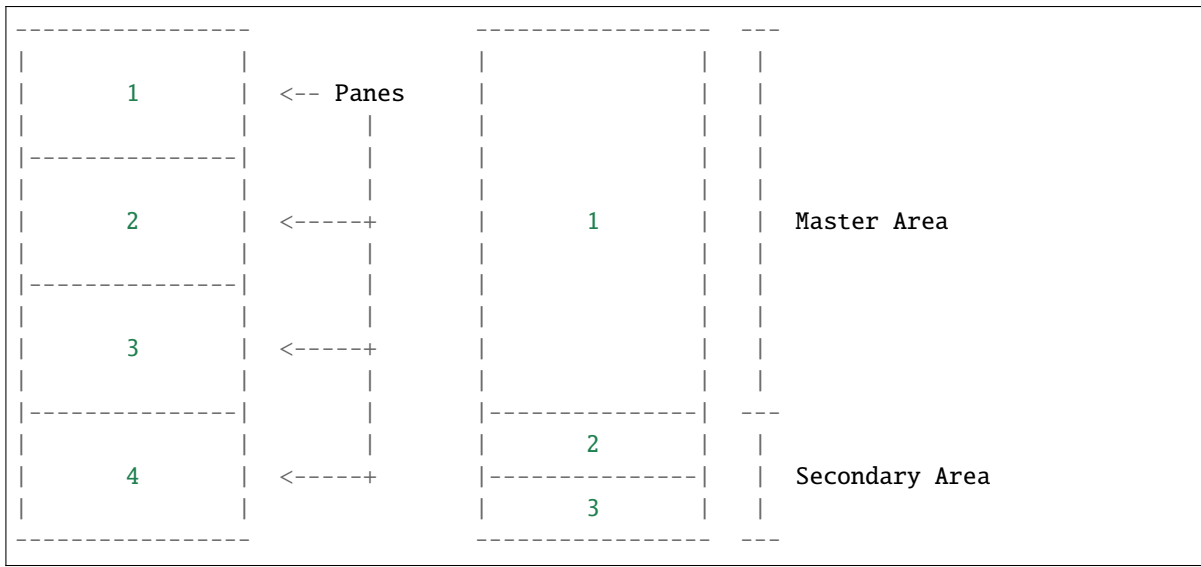 -----------------          -----------------  ---
|               |          |               |  |
|       1       |  <-- Panes     |               |  |
|               |         |      |               |  |
|---------------|         |      |               |  |
|               |         |      |               |  |
|       2       |  <-----+       |       1       |  |  Master Area
|               |         |      |               |  |
|---------------|         |      |               |  |
|               |         |      |               |  |
|       3       |  <-----+       |               |  |
|               |         |      |               |  |
|---------------|         |      |---------------|  ---
|               |         |      |       2       |  |
|       4       |  <-----+       |---------------|  |  Secondary Area
|               |                |       3       |  |
-----------------          -----------------  ---